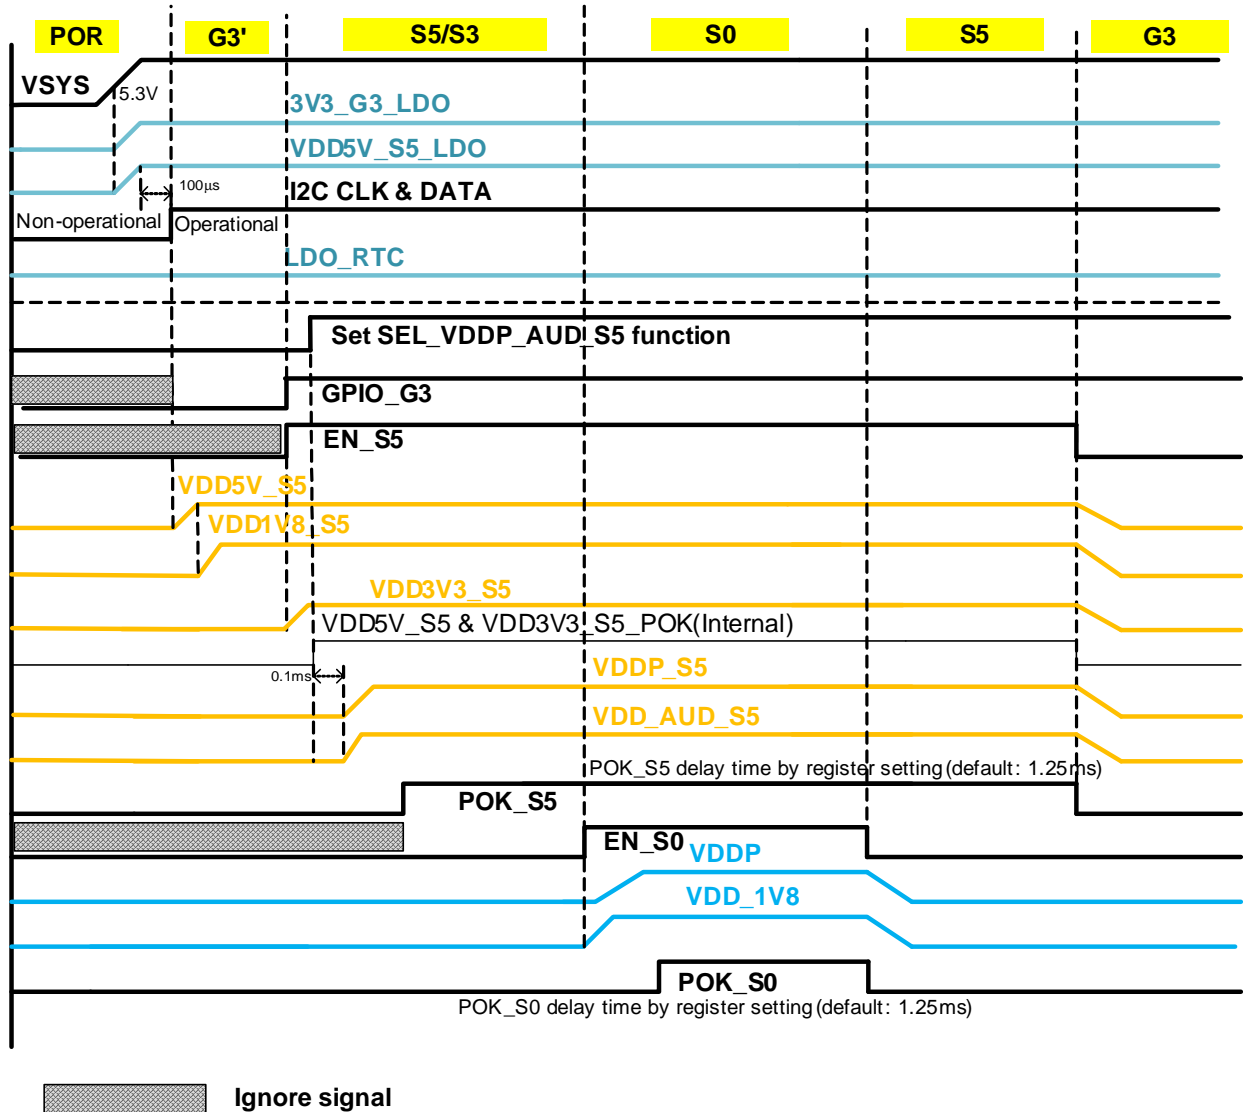 POR G3' S5/S3 S0 S5 G3
VSYS
5.3V
3V3_G3_LDO
VDD5V_S5_LDO
100µs
I2C CLK & DATA
Non-operational Operational
LDO_RTC
Set SEL_VDDP_AUD_S5 function
GPIO_G3
EN_S5
VDD5V_S5
VDD1V8_S5
VDD3V3_S5
VDD5V_S5 & VDD3V3_S5_POK(Internal)
0.1ms
VDDP_S5
VDD_AUD_S5
POK_S5 delay time by register setting(default: 1.25ms)
POK_S5
EN_S0
VDDP
VDD_1V8
POK_S0
POK_S0 delay time by register setting(default: 1.25ms)
Ignore signal